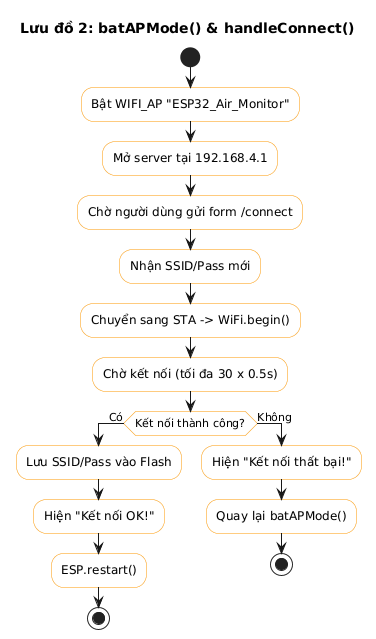 Lưu đồ 2: batAPMode() & handleConnect()
Bật WIFI_AP "ESP32_Air_Monitor"
Mở server tại 192.168.4.1
Chờ người dùng gửi form /connect
Nhận SSID/Pass mới
Chuyển sang STA -> WiFi.begin()
Chờ kết nối (tối đa 30 x 0.5s)
Có
Kết nối thành công?
Không
Lưu SSID/Pass vào Flash
Hiện "Kết nối OK!"
ESP.restart()
Hiện "Kết nối thất bại!"
Quay lại batAPMode()